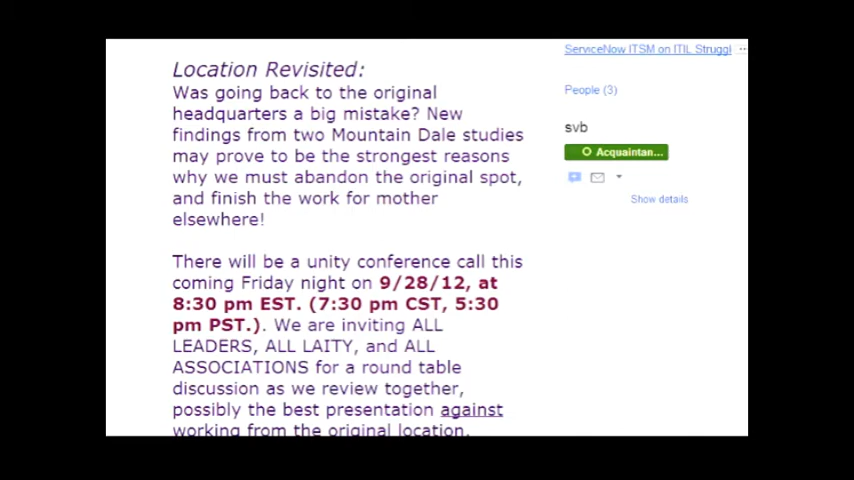 Location Revisited:
Was going back to the original
headquarters a big mistake? New
findings from two Mountain Dale studies
may prove to be the strongest reasons
why we must abandon the original spot,
and finish the work for mother
elsewhere!
There will be a unity conference call this
coming Friday night on 9/28/12, at
8:30 pm EST. (7:30 pm CST, 5:30
pm PST.). We are inviting ALL
LEADERS, ALL LAITY, and ALL
ASSOCIATIONS for a round table
discussion as we review together,
possibly the best presentation against
working from the original location.
ServiceNow ITSM on ITIL Struggl
People (3)
svb
Acquaintan...
Show details